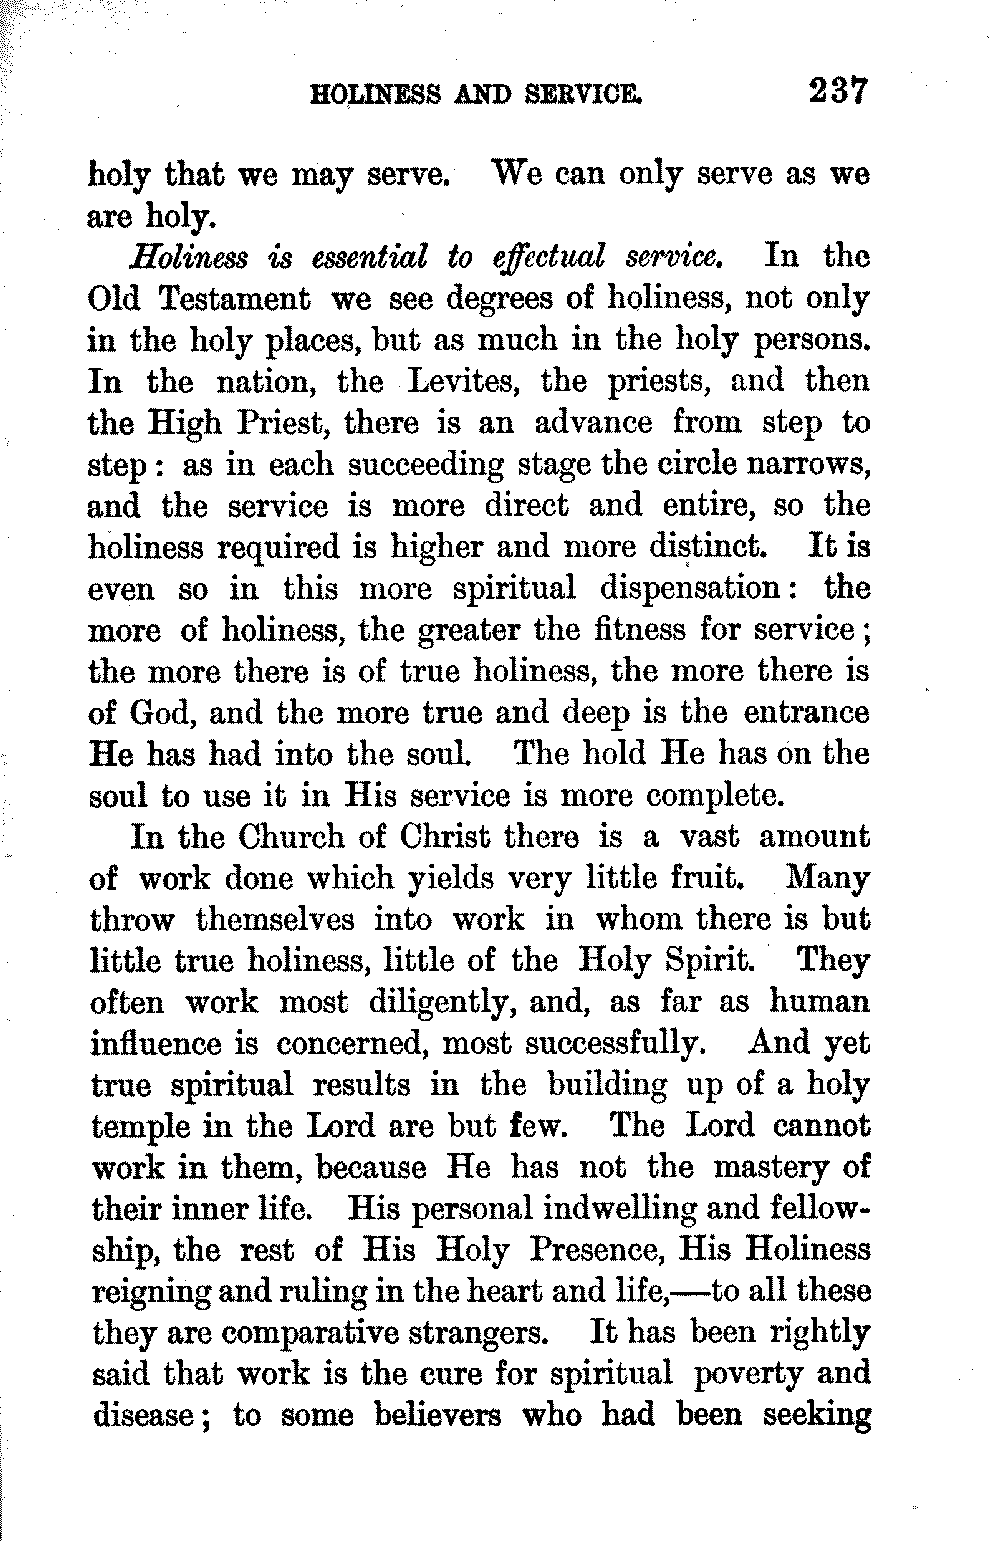 HOLINESS AND SERVICE. 237
holy that we may serve. We can only serve as we
are holy.
Holiness is essential to effectual service. In the
Old Testament we see degrees of holiness, not only
in the holy places, but as much in the holy persons.
In the nation, the Levites, the priests, and then
the High Priest, there is an advance from step to
step: as in each succeeding stage the circle narrows,
and the service is more direct and entire, so the
holiness required is higher and more distinct. It is
even so in this more spiritual dispensation: the
more of holiness, the greater the fitness for service;
the more there is of true holiness, the more there is
of God, and the more true and deep is the entrance
He has had into the soul. The hold He has on the
soul to use it in His service is more complete.
In the Church of Christ there is a vast amount
of work done which yields very little fruit. Many
throw themselves into work in whom there is but
little true holiness, little of the Holy Spirit. They
often work most diligently, and, as far as human
influence is concerned, most successfully. And yet
true spiritual results in the building up of a holy
temple in the Lord are but few. The Lord cannot
work in them, because He has not the mastery of
their inner life. His personal indwelling and fellow-
ship, the rest of His Holy Presence, His Holiness
reigning and ruling in the heart and life,—to all these
they are comparative strangers. It has been rightly
said that work is the cure for spiritual poverty and
disease; to some believers who had been seeking